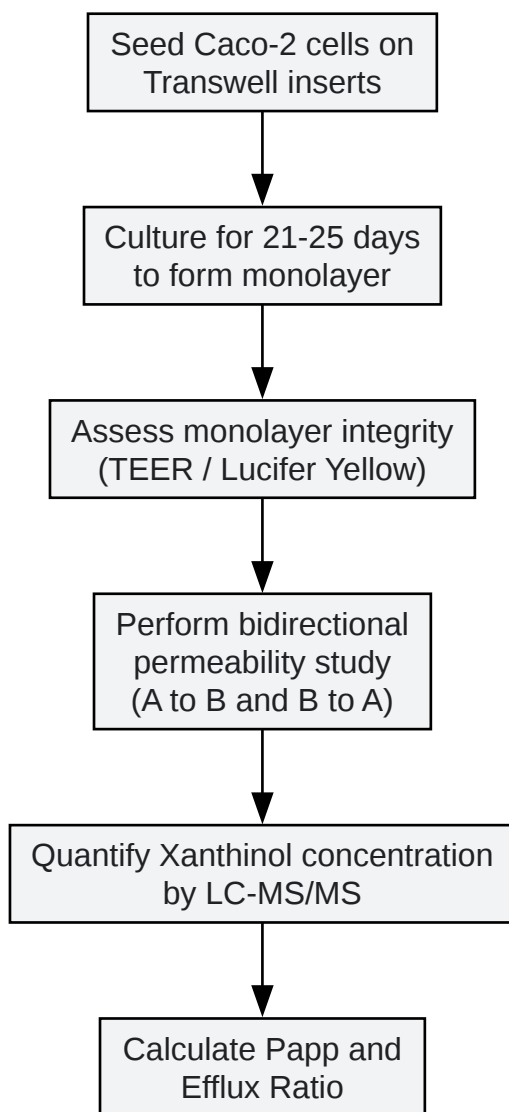 Seed Caco-2 cells on
Transwell inserts
Culture for 21-25 days
to form monolayer
Assess monolayer integrity
(TEER / Lucifer Yellow)
Perform bidirectional
permeability study
(A to B and B to A)
Quantify Xanthinol concentration
by LC-MS/MS
Calculate Papp and
Efflux Ratio